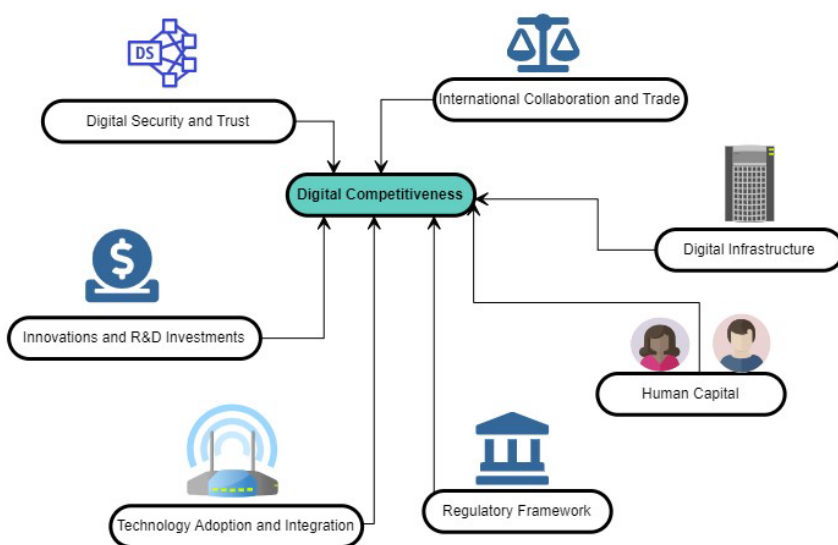 DS
Digital Security and Trust
International Collaboration and Trade
Digital Competitiveness
Digital Infrastructure
$
Innovations and R&D Investments
Human Capital
Technology Adoption and Integration
Regulatory Framework